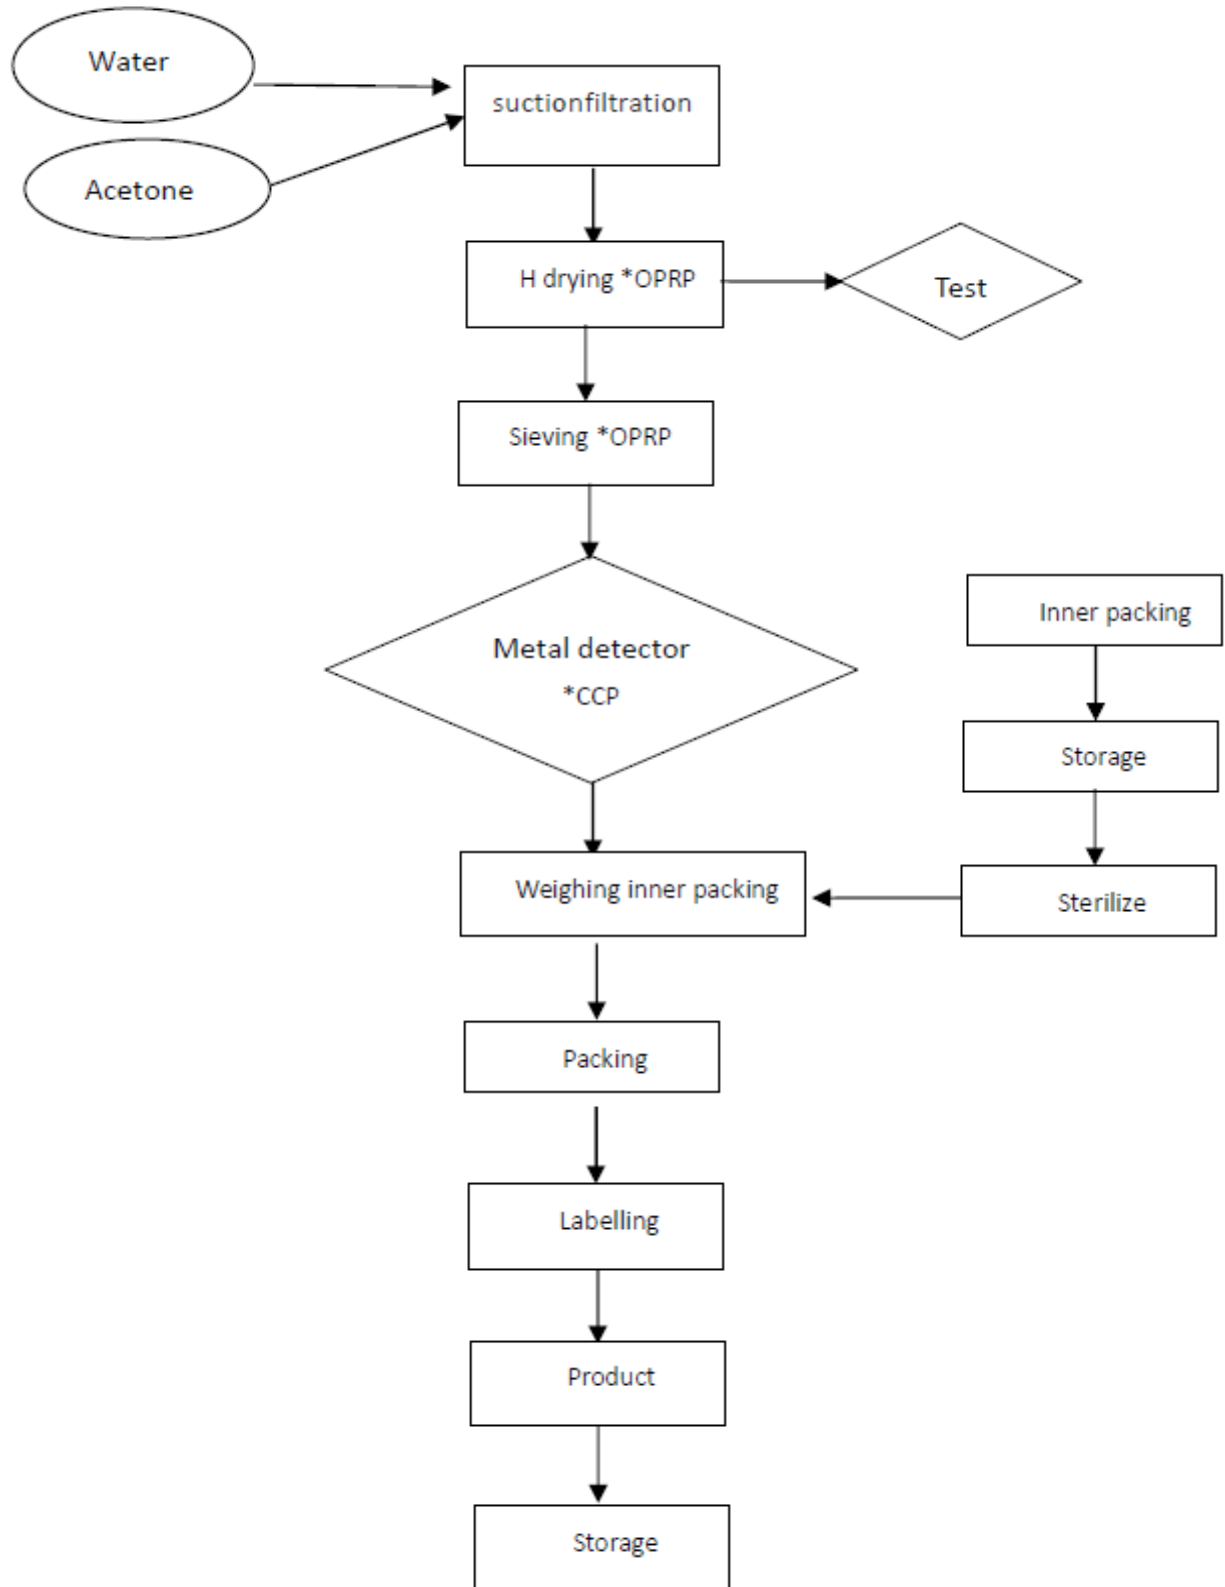 Water
suctionfiltration
Acetone
H drying *OPRP
Test
Sieving *OPRP
Metal detector
*CCP
Inner packing
Storage
Weighing inner packing
Sterilize
Packing
Labelling
Product
Storage